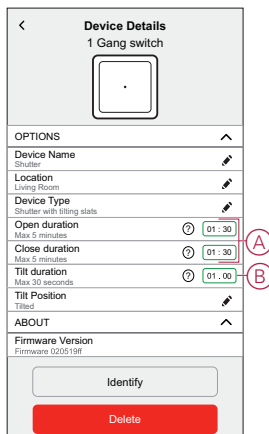 Device Details
1 Gang switch
OPTIONS
Device Name
Shutter
Location
Living Room
Device Type
Shutter with tilting slats
Open duration
Max 5 minutes
? 01 : 30
Close duration
Max 5 minutes
? 01 : 30
A
Tilt duration
Max 30 seconds
? 01 . 00
B
Tilt Position
Tilted
ABOUT
Firmware Version
Firmware 020519ff
Identify
Delete